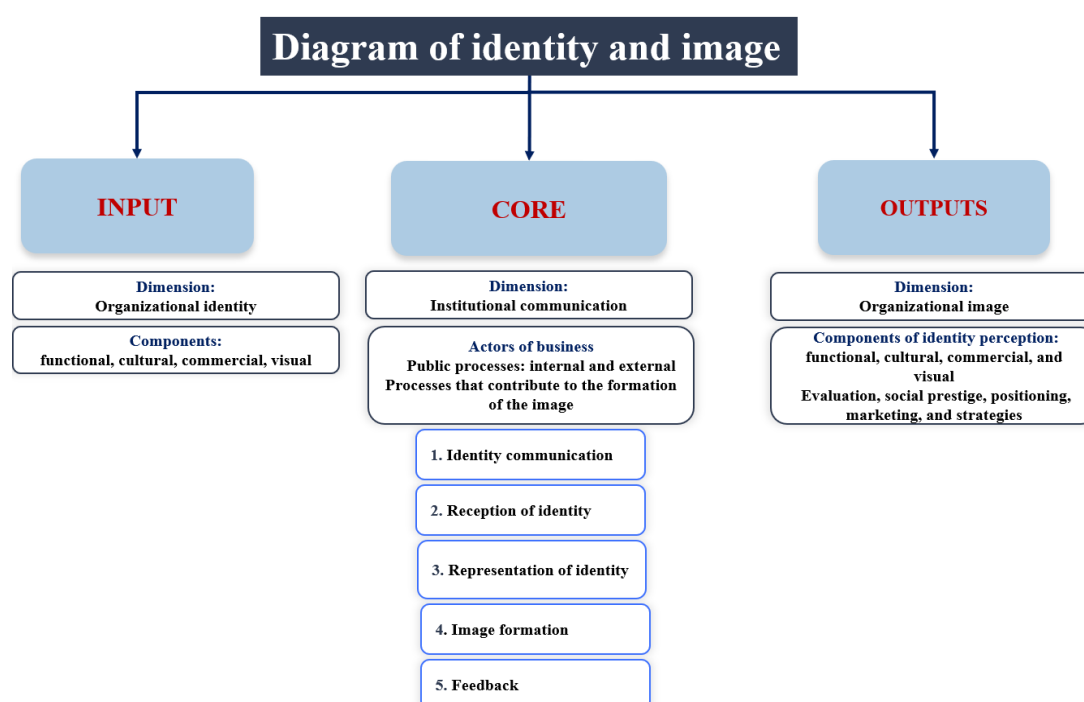 Diagram of identity and image
INPUT
Dimension:
Organizational identity
Components:
functional, cultural, commercial, visual
CORE
Dimension:
Institutional communication
Actors of business
Public processes: internal and external
Processes that contribute to the formation
of the image
1. Identity communication
2. Reception of identity
3. Representation of identity
4. Image formation
5. Feedback
OUTPUTS
Dimension:
Organizational image
Components of identity perception:
functional, cultural, commercial, and
visual
Evaluation, social prestige, positioning,
marketing, and strategies